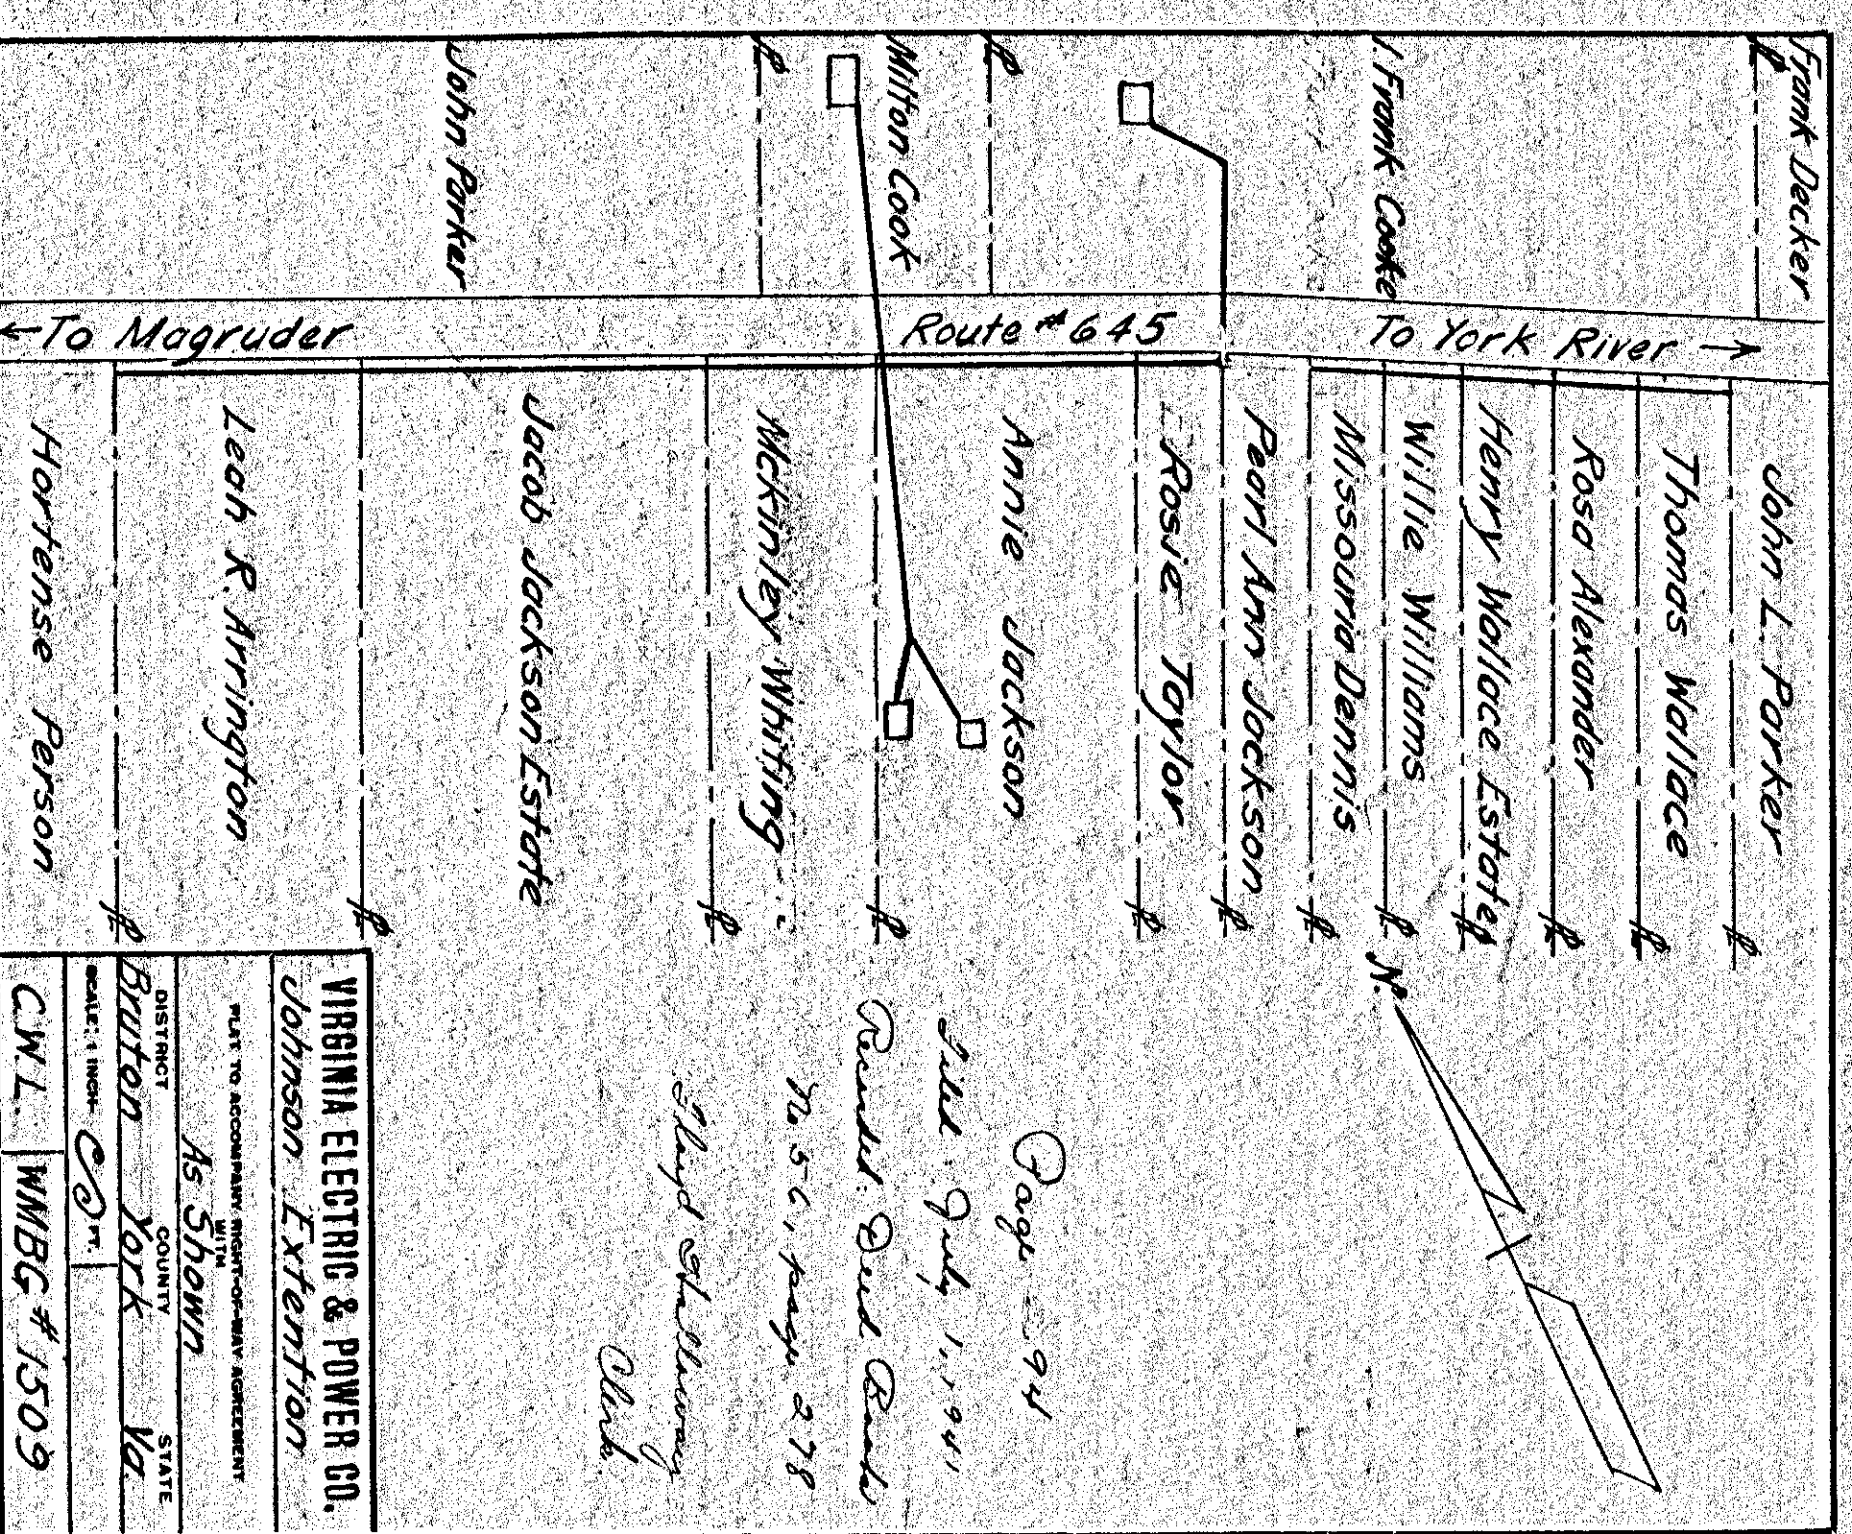 Frank Decker
J. Frank Cooke
Milton Cook
John Parker
← To Magruder
Route #645
To York River →
John L. Parker
Thomas Wallace
Rosa Alexander
Henry Wallace Estate
Willie Williams
Missouria Dennis
Pearl Ann Jackson
Rosie Taylor
Annie Jackson
McKinley Whiting
Jacob Jackson Estate
Leah R. Arrington
Hortense Person
N.
Page - 94
Filed: July 1, 1941,
Recorded: Deed Book
No 56, page 278
Floyd Holloway
Clerk.
VIRGINIA ELECTRIC & POWER CO.
Johnson Extention
PLAT TO ACCOMPANY RIGHT-OF-WAY AGREEMENT
WITH
As Shown
DISTRICT COUNTY STATE
Bruton York Va.
SCALE: 1 INCH FT.
C.W.L. WMBG # 1509